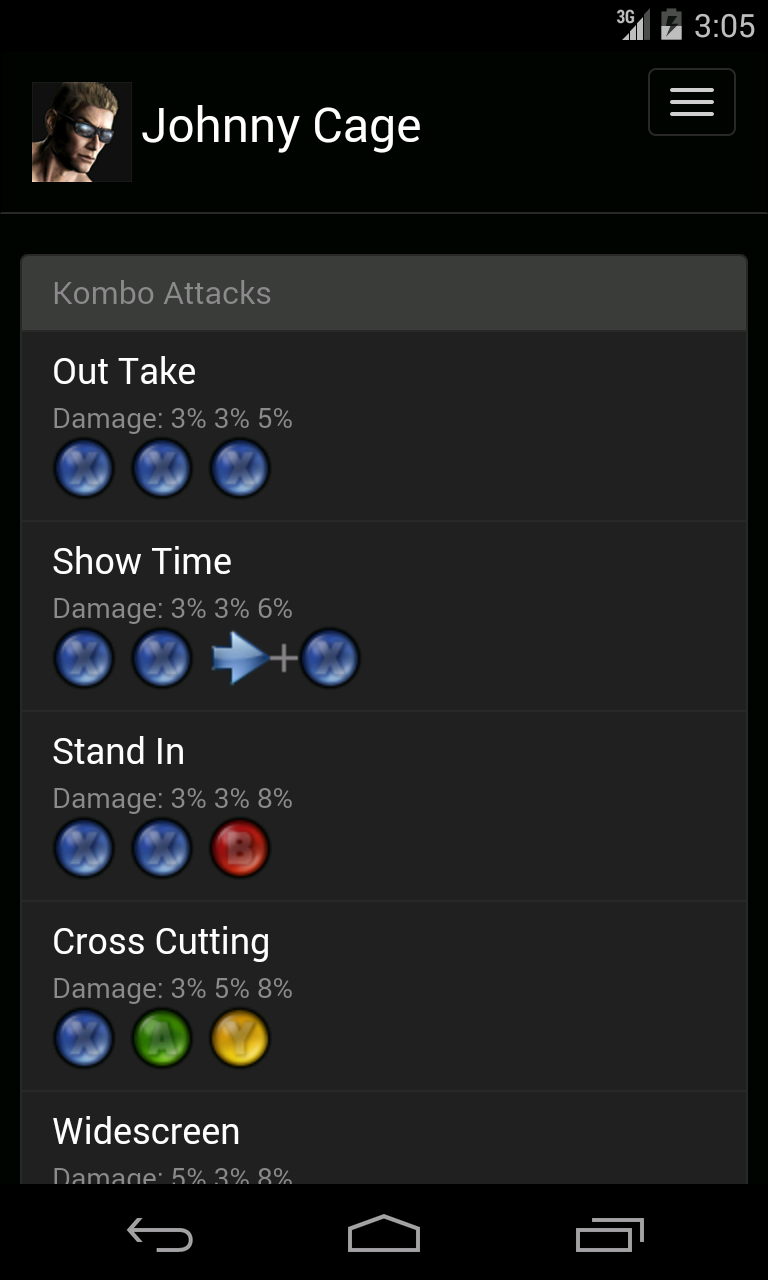 3G 3:05
Johnny Cage
Kombo Attacks
Out Take
Damage: 3% 3% 5%
X X X
Show Time
Damage: 3% 3% 6%
X X + X
Stand In
Damage: 3% 3% 8%
X X B
Cross Cutting
Damage: 3% 5% 8%
X A Y
Widescreen
Damage: 5% 3% 8%